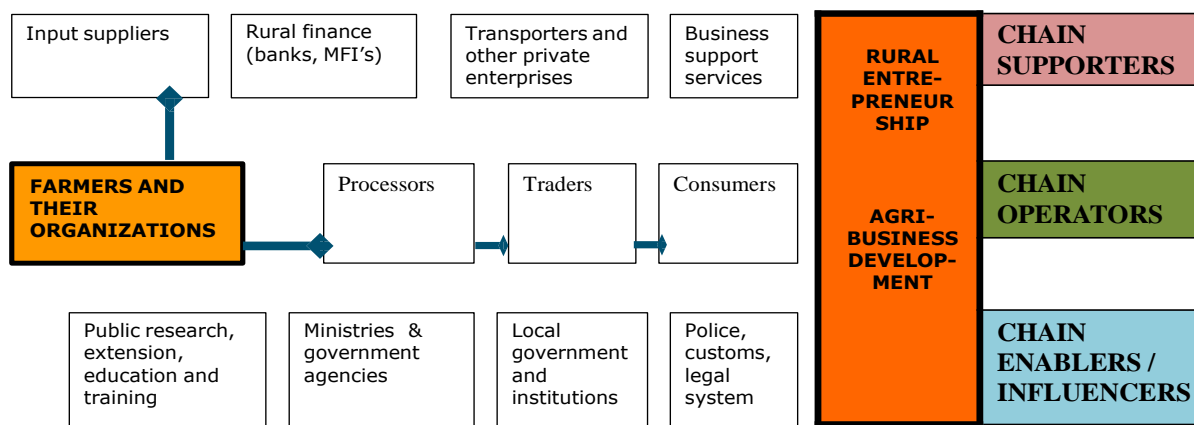 Input suppliers
Rural finance
(banks, MFI's)
Transporters and
other private
enterprises
Business
support
services
RURAL
ENTRE-
PRENEUR
SHIP
CHAIN
SUPPORTERS
FARMERS AND
THEIR
ORGANIZATIONS
Processors
Traders
Consumers
AGRI-
BUSINESS
DEVELOP-
MENT
CHAIN
OPERATORS
Public research,
extension,
education and
training
Ministries &
government
agencies
Local
government
and
institutions
Police,
customs,
legal
system
CHAIN
ENABLERS /
INFLUENCERS